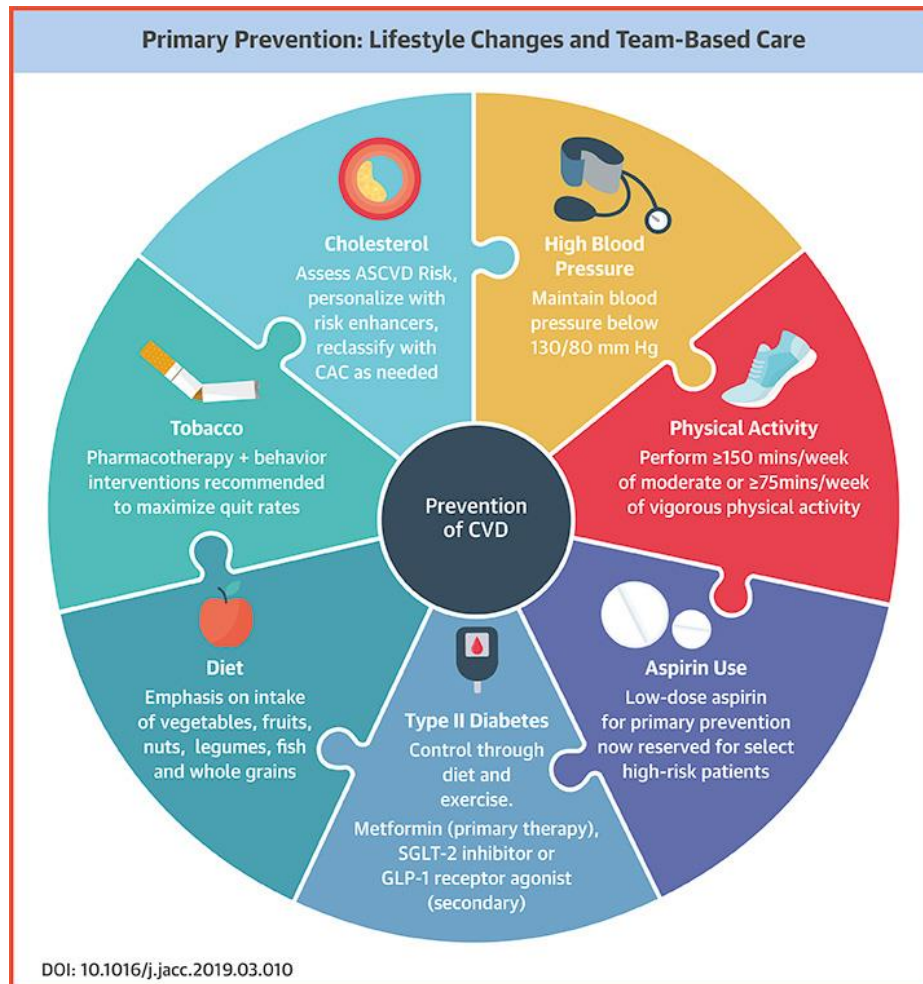 Primary Prevention: Lifestyle Changes and Team-Based Care
Cholesterol
Assess ASCVD Risk,
personalize with
risk enhancers,
reclassify with
CAC as needed
High Blood
Pressure
Maintain blood
pressure below
130/80 mm Hg
Physical Activity
Perform ≥150 mins/week
of moderate or ≥75mins/week
of vigorous physical activity
Aspirin Use
Low-dose aspirin
for primary prevention
now reserved for select
high-risk patients
Type II Diabetes
Control through
diet and
exercise.
Metformin (primary therapy),
SGLT-2 inhibitor or
GLP-1 receptor agonist
(secondary)
Diet
Emphasis on intake
of vegetables, fruits,
nuts, legumes, fish
and whole grains
Tobacco
Pharmacotherapy + behavior
interventions recommended
to maximize quit rates
Prevention
of CVD
DOI: 10.1016/j.jacc.2019.03.010